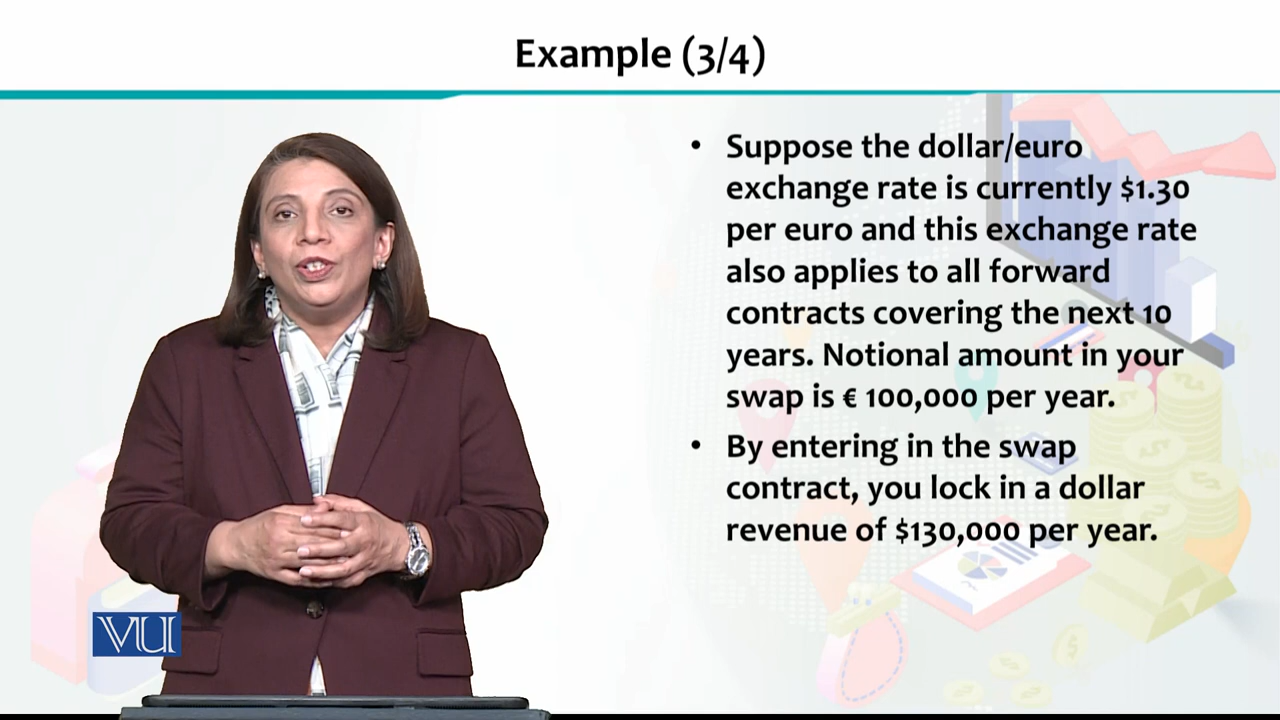 Example (3/4)
• Suppose the dollar/euro
exchange rate is currently $1.30
per euro and this exchange rate
also applies to all forward
contracts covering the next 10
years. Notional amount in your
swap is € 100,000 per year.
• By entering in the swap
contract, you lock in a dollar
revenue of $130,000 per year.
VU